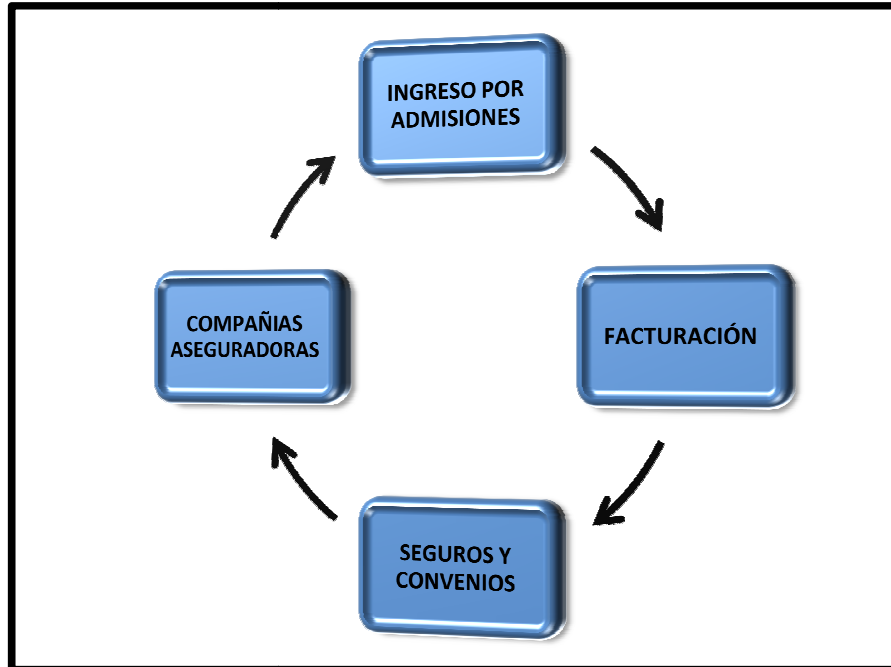 INGRESO POR
ADMISIONES
FACTURACIÓN
SEGUROS Y
CONVENIOS
COMPAÑIAS
ASEGURADORAS